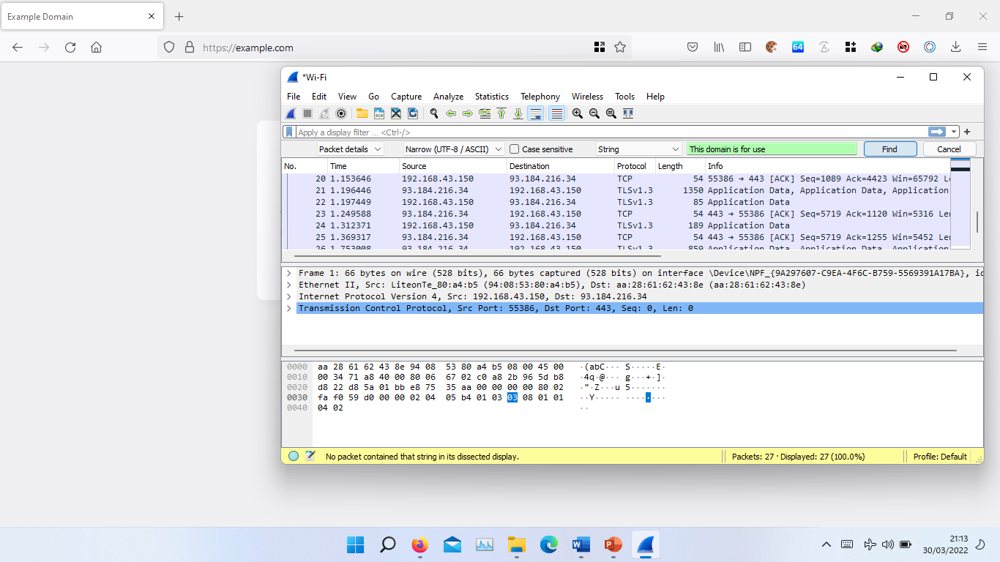 Example Domain
https://example.com
64
*Wi-Fi
File Edit View Go Capture Analyze Statistics Telephony Wireless Tools Help
Apply a display filter ... <Ctrl-/>
Packet details Narrow (UTF-8 / ASCII) Case sensitive String This domain is for use Find Cancel
No. Time Source Destination Protocol Length Info
20 1.153646 192.168.43.150 93.184.216.34 TCP 54 55386 → 443 [ACK] Seq=1089 Ack=4423 Win=65792 Le
21 1.196446 93.184.216.34 192.168.43.150 TLSv1.3 1350 Application Data, Application Data, Application
22 1.197449 192.168.43.150 93.184.216.34 TLSv1.3 85 Application Data
23 1.249588 93.184.216.34 192.168.43.150 TCP 54 443 → 55386 [ACK] Seq=5719 Ack=1120 Win=5316 Len
24 1.312371 192.168.43.150 93.184.216.34 TLSv1.3 189 Application Data
25 1.369317 93.184.216.34 192.168.43.150 TCP 54 443 → 55386 [ACK] Seq=5719 Ack=1255 Win=5452 Len
26 1.753008 93.184.216.34 192.168.43.150 TLSv1.3 859 Application Data, Application Data, Application
Frame 1: 66 bytes on wire (528 bits), 66 bytes captured (528 bits) on interface \Device\NPF_{9A297607-C9EA-4F6C-B759-5569391A17BA}, id
Ethernet II, Src: LiteonTe_80:a4:b5 (94:08:53:80:a4:b5), Dst: aa:28:61:62:43:8e (aa:28:61:62:43:8e)
Internet Protocol Version 4, Src: 192.168.43.150, Dst: 93.184.216.34
Transmission Control Protocol, Src Port: 55386, Dst Port: 443, Seq: 0, Len: 0
0000 aa 28 61 62 43 8e 94 08 53 80 a4 b5 08 00 45 00 ·(abC··· S·····E·
0010 00 34 71 a8 40 00 80 06 67 02 c0 a8 2b 96 5d b8 ·4q·@··· g···+·]·
0020 d8 22 d8 5a 01 bb e8 75 35 aa 00 00 00 00 80 02 ·"·Z···u 5·······
0030 fa f0 59 d0 00 00 02 04 05 b4 01 03 03 08 01 01 ··Y····· ········
0040 04 02 ··
No packet contained that string in its dissected display. Packets: 27 · Displayed: 27 (100.0%) Profile: Default
21:13
30/03/2022